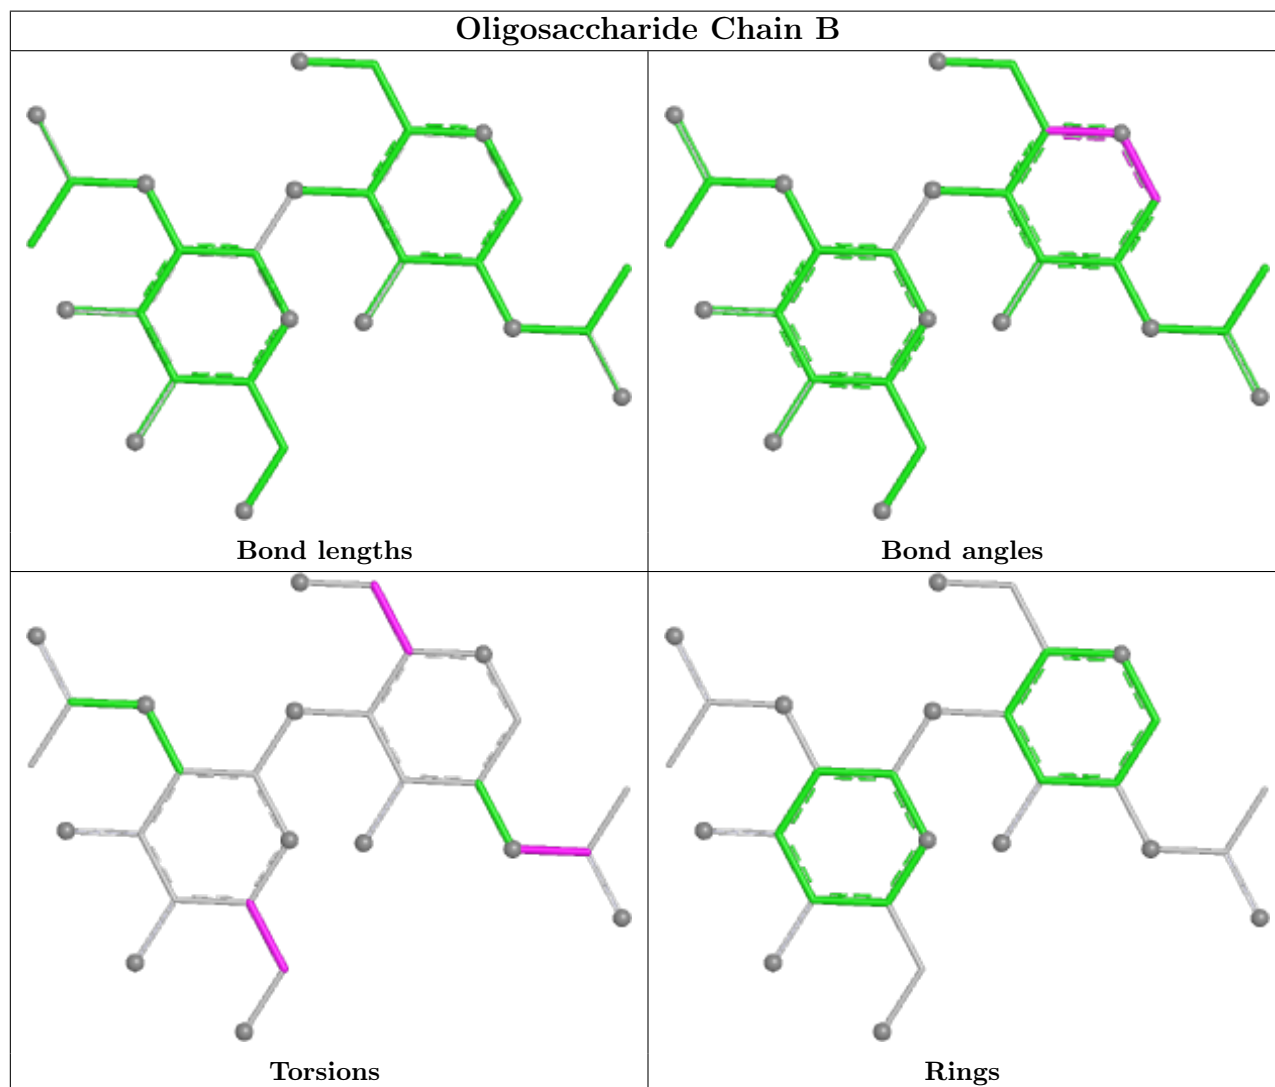 Oligosaccharide Chain B
Bond lengths
Bond angles
Torsions
Rings